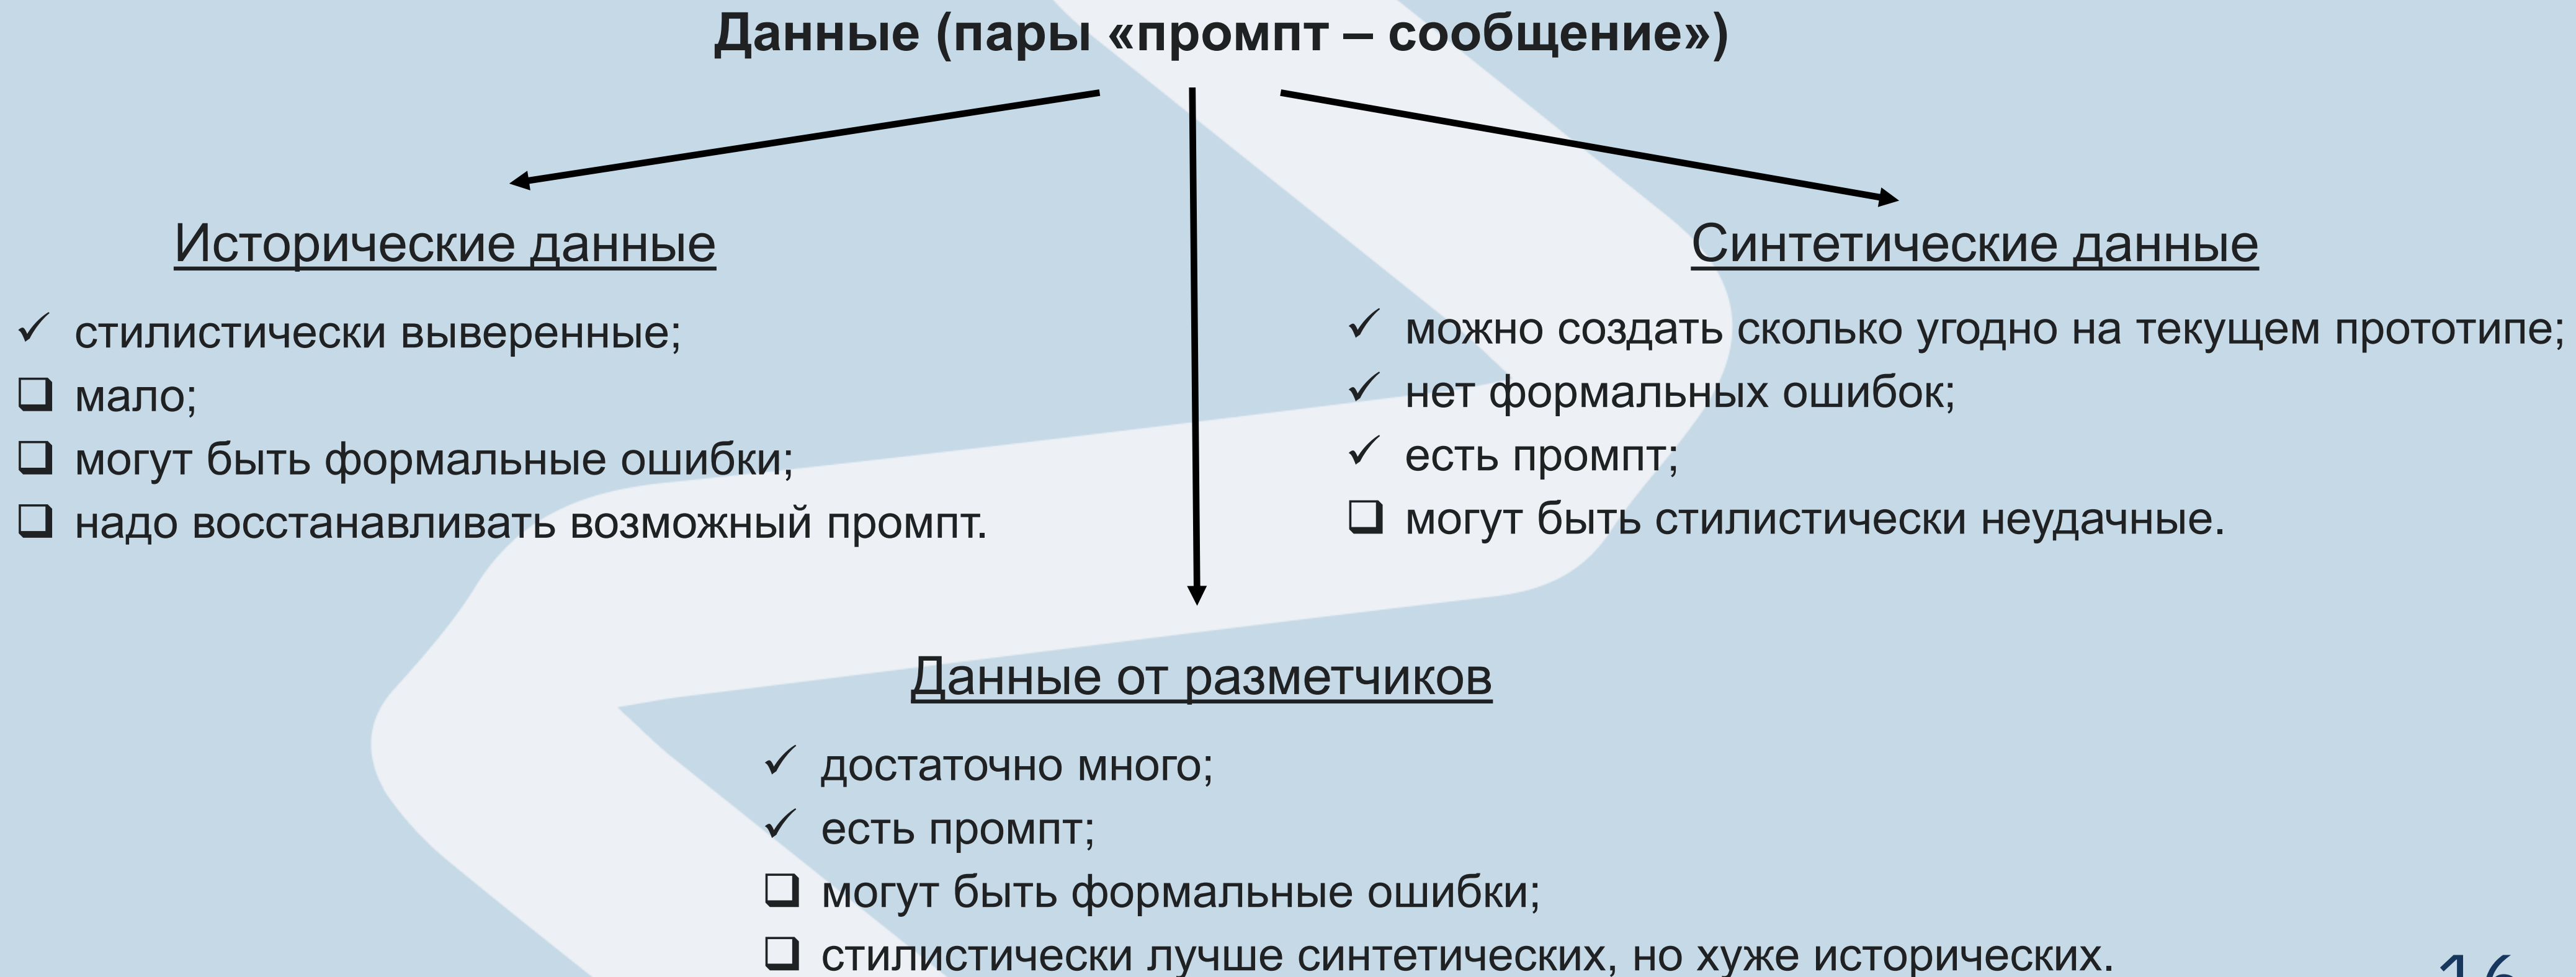 Данные (пары «промпт – сообщение»)
Исторические данные
стилистически выверенные;
мало;
могут быть формальные ошибки;
надо восстанавливать возможный промпт.
Синтетические данные
можно создать сколько угодно на текущем прототипе;
нет формальных ошибок;
есть промпт;
могут быть стилистически неудачные.
Данные от разметчиков
достаточно много;
есть промпт;
могут быть формальные ошибки;
стилистически лучше синтетических, но хуже исторических.
16